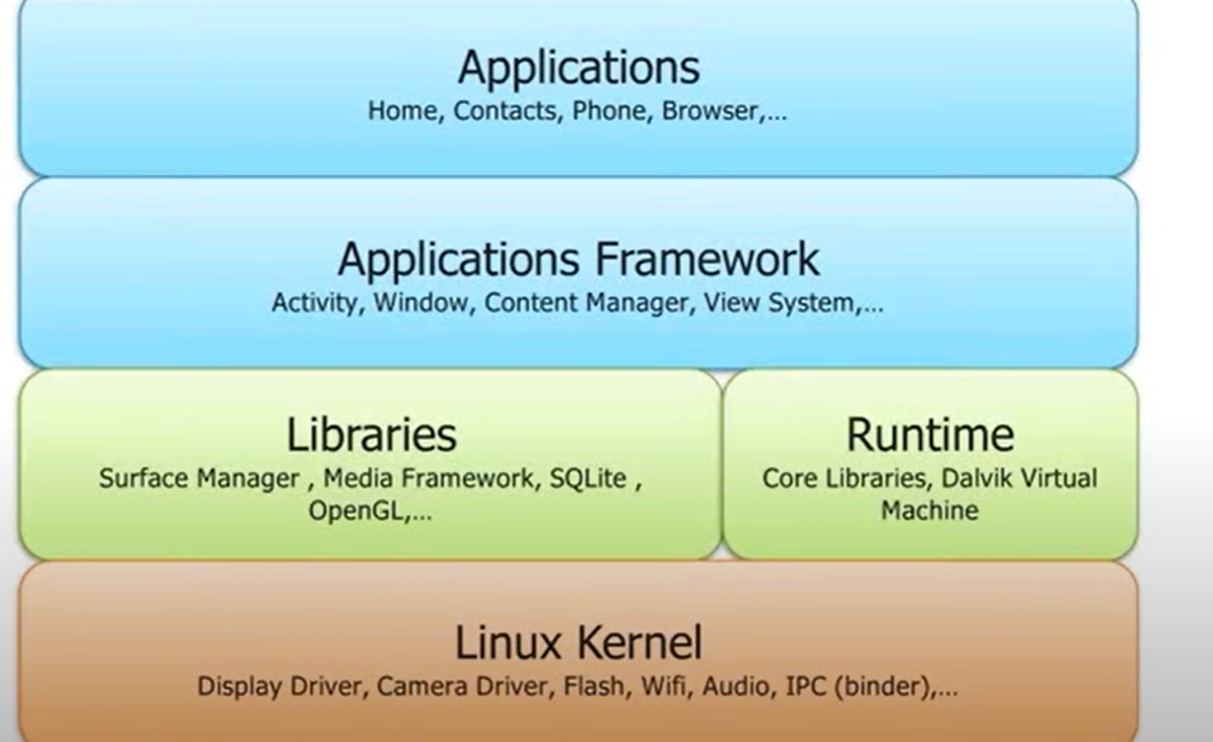 Applications
Home, Contacts, Phone, Browser,...
Applications Framework
Activity, Window, Content Manager, View System,...
Libraries
Surface Manager , Media Framework, SQLite ,
OpenGL,...
Runtime
Core Libraries, Dalvik Virtual
Machine
Linux Kernel
Display Driver, Camera Driver, Flash, Wifi, Audio, IPC (binder),...